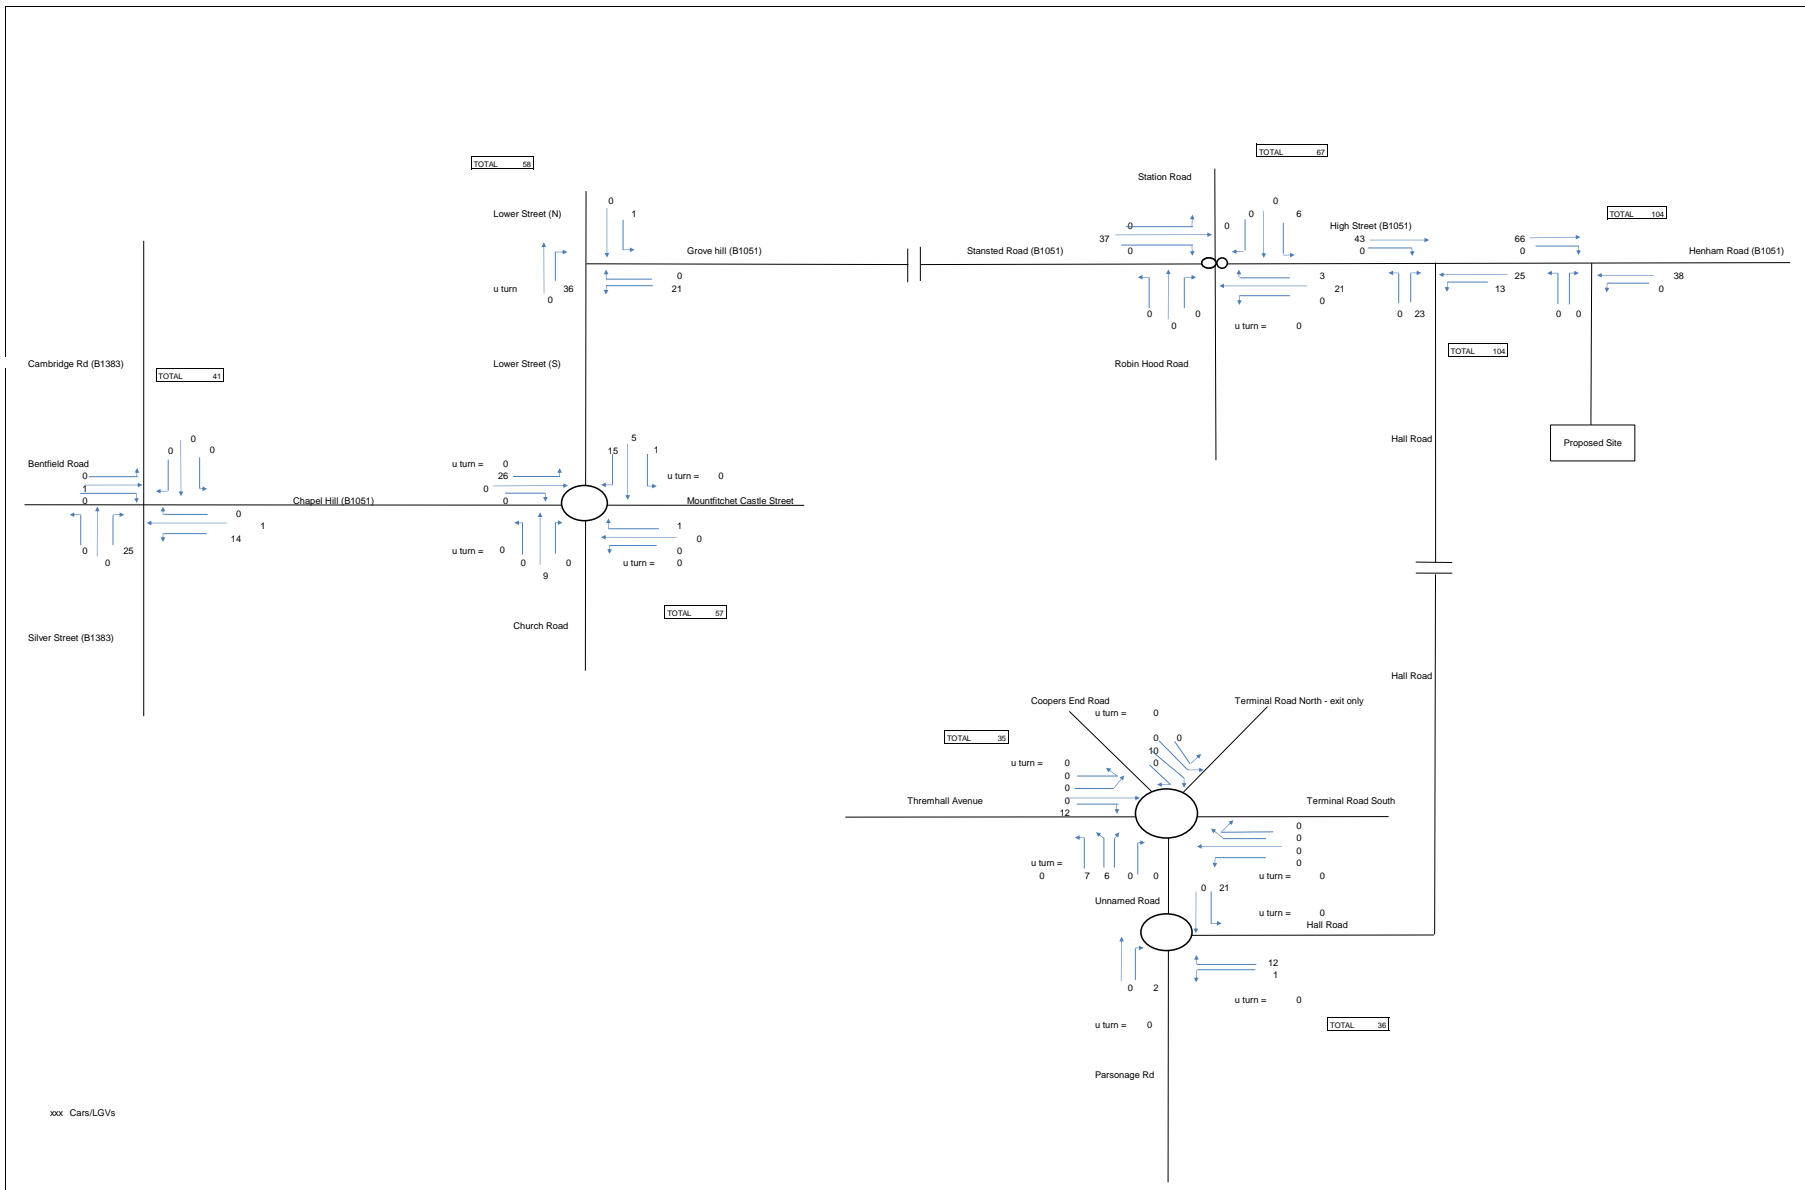 TOTAL 58
TOTAL 67
Station Road
Lower Street (N)
0
1
0
0
6
TOTAL 104
0
37
0
0
High Street (B1051)
43
0
66
0
Grove hill (B1051)
Stansted Road (B1051)
Henham Road (B1051)
u turn
36
0
0
21
3
21
0
25
13
38
0
0
0
0
0 23
0 0
u turn = 0
TOTAL 104
Cambridge Rd (B1383)
TOTAL 41
Lower Street (S)
Robin Hood Road
Hall Road
Proposed Site
0
0
0
Bentfield Road
0
1
0
Chapel Hill (B1051)
u turn = 0
26
0
0
15
5
1
u turn = 0
Mountfitchet Castle Street
0
1
14
0
25
0
u turn = 0
0
0
9
1
0
0
u turn = 0
TOTAL 57
Church Road
Silver Street (B1383)
Hall Road
Coopers End Road
Terminal Road North - exit only
u turn = 0
TOTAL 35
0 0
10
0
u turn = 0
0
0
0
12
Thremhall Avenue
Terminal Road South
0
0
0
0
u turn =
0 7 6 0 0
u turn = 0
Unnamed Road
0 21
u turn = 0
Hall Road
12
1
0 2
u turn = 0
u turn = 0
TOTAL 36
Parsonage Rd
xxx Cars/LGVs